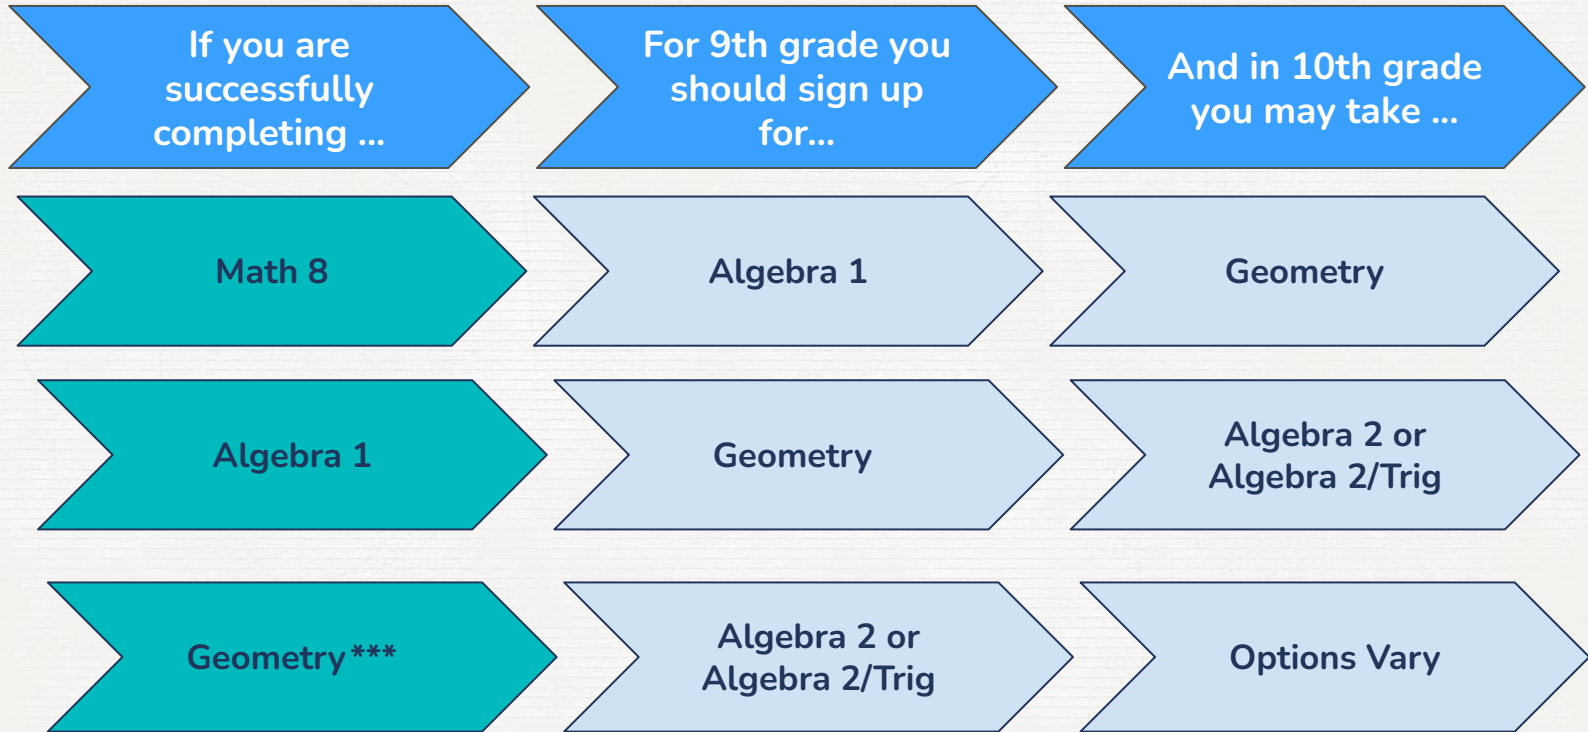 If you are
successfully
completing ...
For 9th grade you
should sign up
for...
And in 10th grade
you may take ...
Math 8
Algebra 1
Geometry
Algebra 1
Geometry
Algebra 2 or
Algebra 2/Trig
Geometry***
Algebra 2 or
Algebra 2/Trig
Options Vary